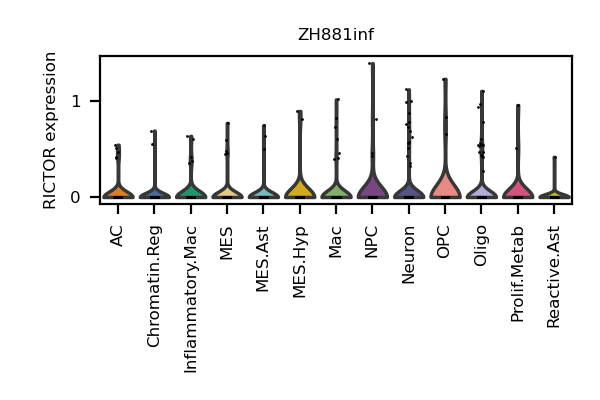 ZH881inf
RICTOR expression
1
0
AC
Chromatin.Reg
Inflammatory.Mac
MES
MES.Ast
MES.Hyp
Mac
NPC
Neuron
OPC
Oligo
Prolif.Metab
Reactive.Ast